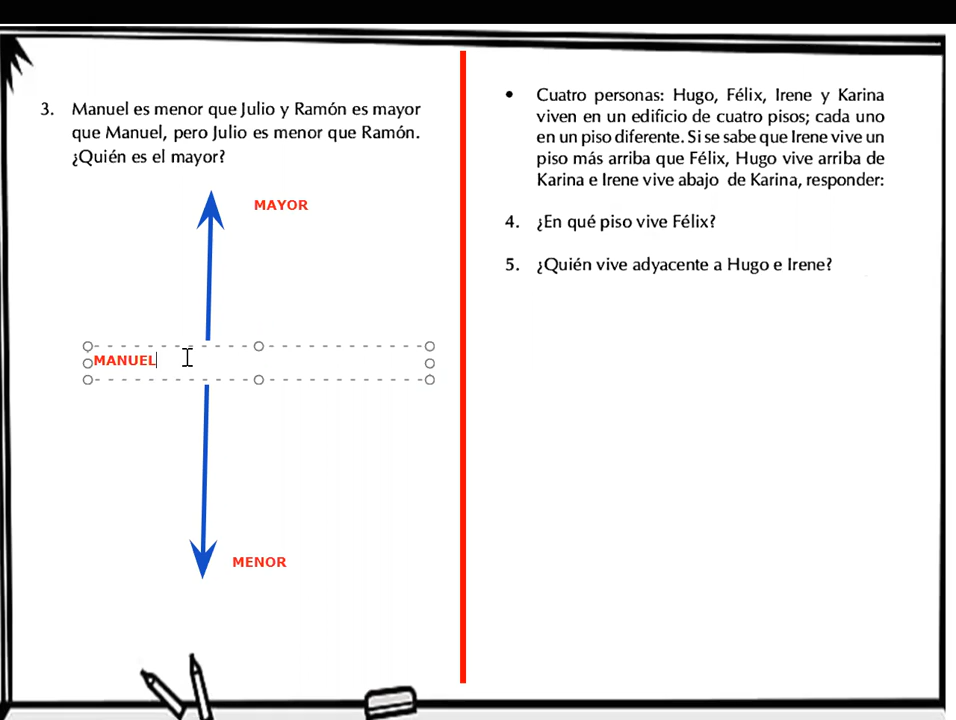 3. Manuel es menor que Julio y Ramón es mayor
que Manuel, pero Julio es menor que Ramón.
¿Quién es el mayor?
MAYOR
MANUEL
MENOR
• Cuatro personas: Hugo, Félix, Irene y Karina
viven en un edificio de cuatro pisos; cada uno
en un piso diferente. Si se sabe que Irene vive un
piso más arriba que Félix, Hugo vive arriba de
Karina e Irene vive abajo de Karina, responder:
4. ¿En qué piso vive Félix?
5. ¿Quién vive adyacente a Hugo e Irene?